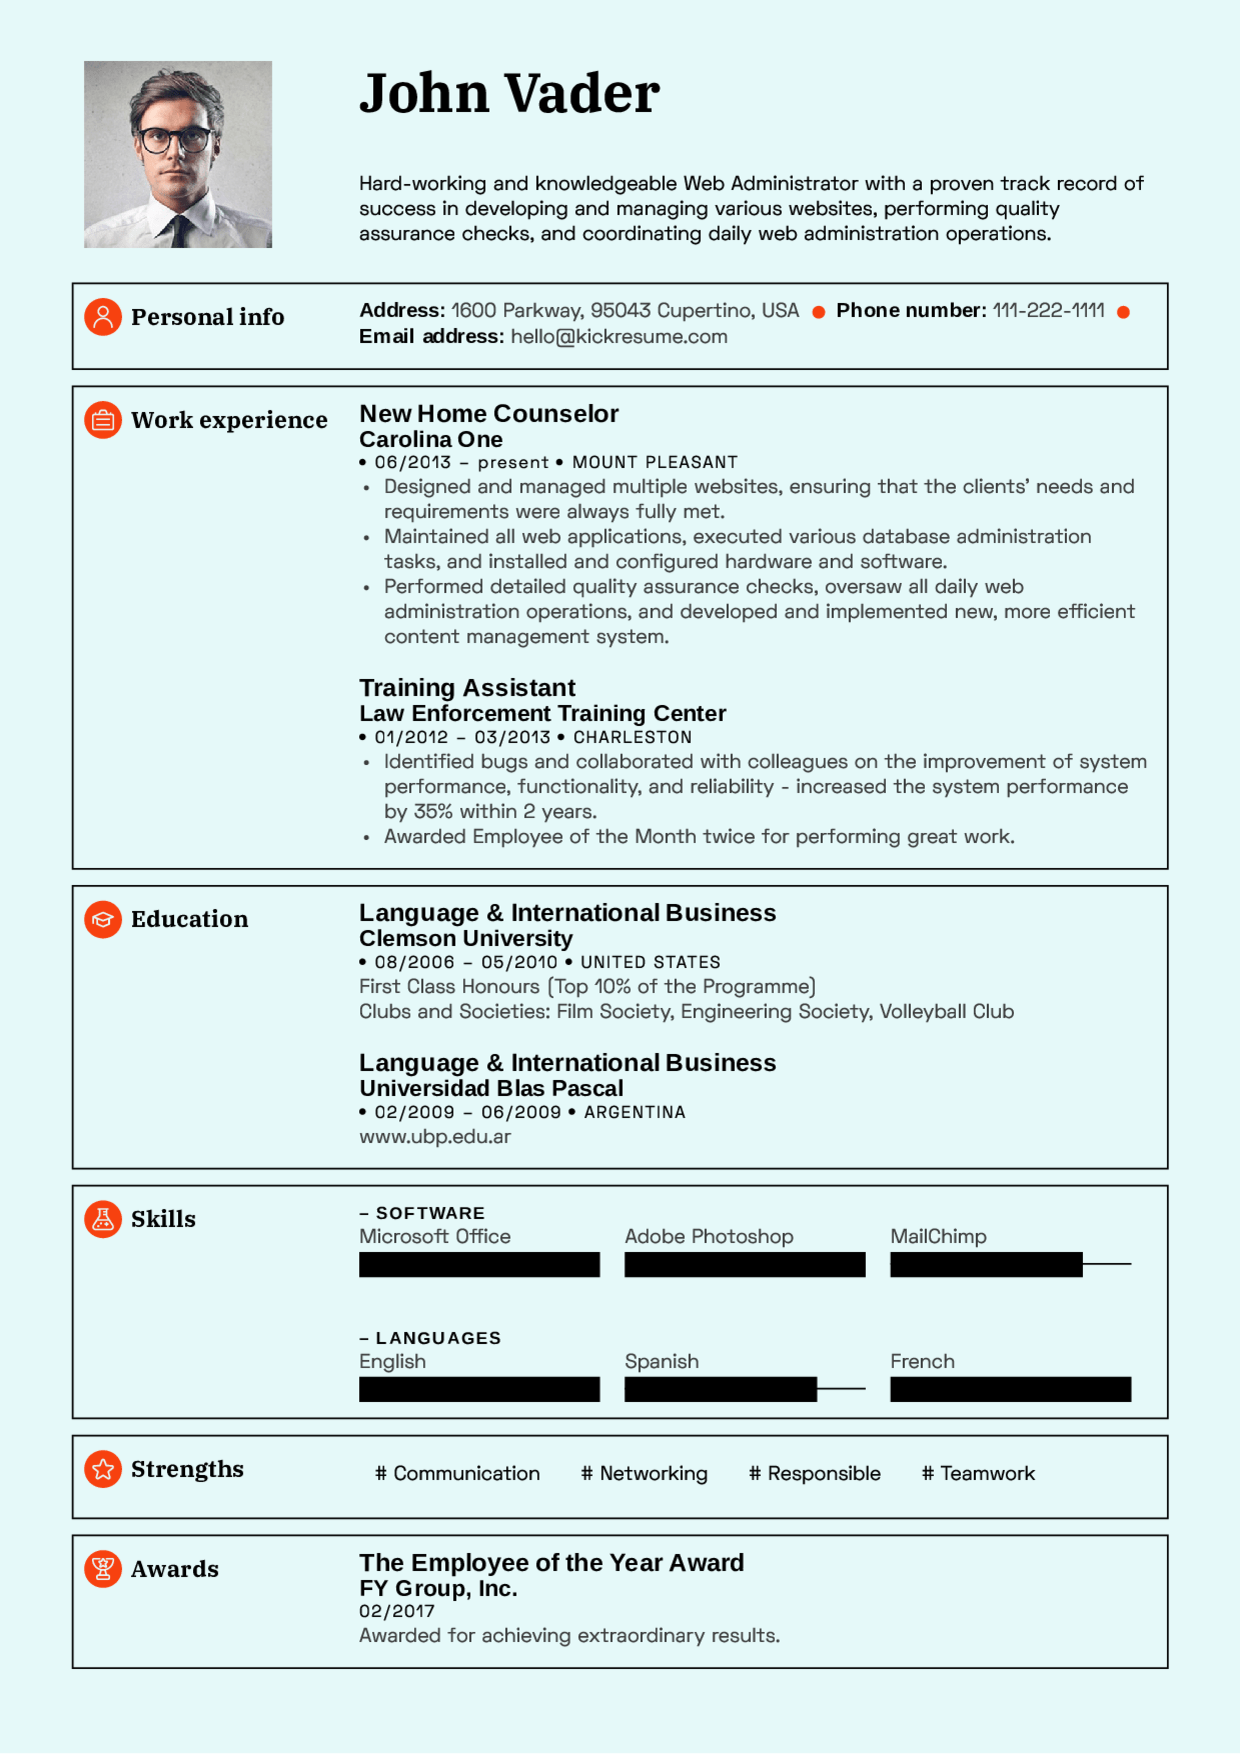 John Vader
Hard-working and knowledgeable Web Administrator with a proven track record of
success in developing and managing various websites, performing quality
assurance checks, and coordinating daily web administration operations.
Personal info
Address: 1600 Parkway, 95043 Cupertino, USA ● Phone number: 111-222-1111 ●
Email address: hello@kickresume.com
Work experience
New Home Counselor
Carolina One
• 06/2013 – present • MOUNT PLEASANT
• Designed and managed multiple websites, ensuring that the clients’ needs and
requirements were always fully met.
• Maintained all web applications, executed various database administration
tasks, and installed and configured hardware and software.
• Performed detailed quality assurance checks, oversaw all daily web
administration operations, and developed and implemented new, more efficient
content management system.
Training Assistant
Law Enforcement Training Center
• 01/2012 – 03/2013 • CHARLESTON
• Identified bugs and collaborated with colleagues on the improvement of system
performance, functionality, and reliability - increased the system performance
by 35% within 2 years.
• Awarded Employee of the Month twice for performing great work.
Education
Language & International Business
Clemson University
• 08/2006 – 05/2010 • UNITED STATES
First Class Honours (Top 10% of the Programme)
Clubs and Societies: Film Society, Engineering Society, Volleyball Club
Language & International Business
Universidad Blas Pascal
• 02/2009 – 06/2009 • ARGENTINA
www.ubp.edu.ar
Skills
– SOFTWARE
Microsoft Office Adobe Photoshop MailChimp
– LANGUAGES
English Spanish French
Strengths
# Communication # Networking # Responsible # Teamwork
Awards
The Employee of the Year Award
FY Group, Inc.
02/2017
Awarded for achieving extraordinary results.